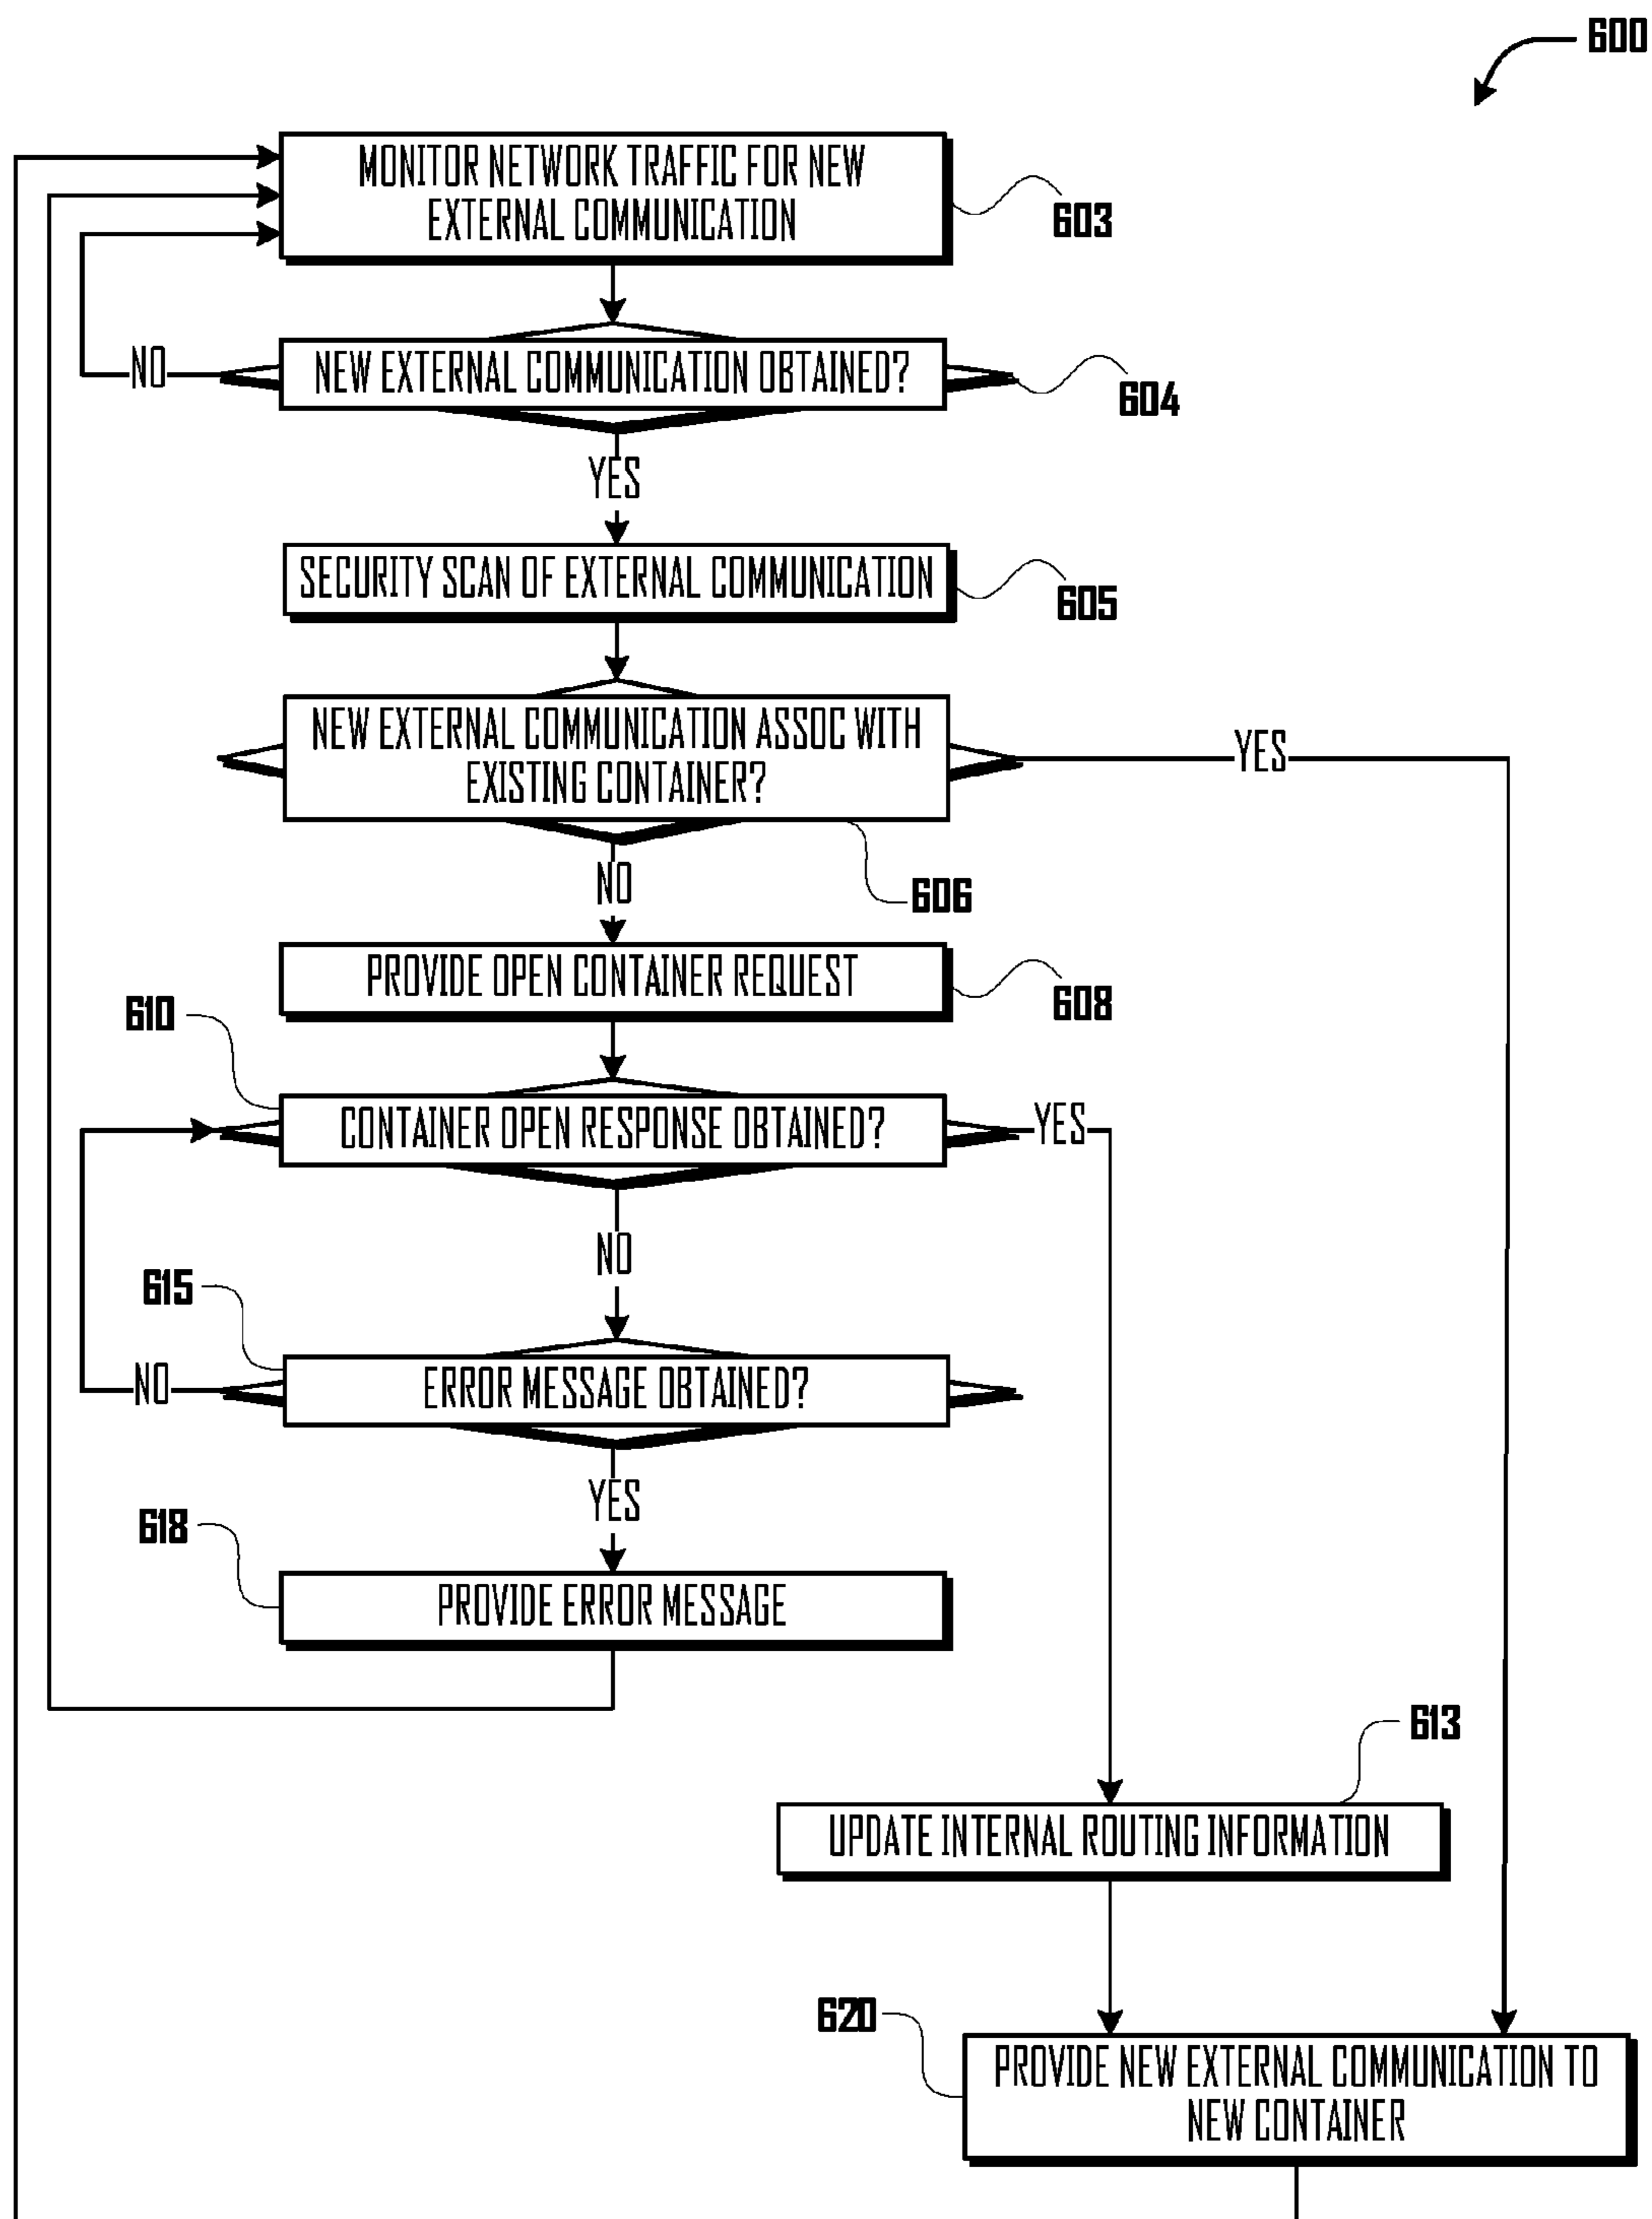 600
MONITOR NETWORK TRAFFIC FOR NEW
EXTERNAL COMMUNICATION
603
NEW EXTERNAL COMMUNICATION OBTAINED?
NO
604
YES
SECURITY SCAN OF EXTERNAL COMMUNICATION
605
NEW EXTERNAL COMMUNICATION ASSOC WITH
EXISTING CONTAINER?
YES
606
NO
PROVIDE OPEN CONTAINER REQUEST
608
610
CONTAINER OPEN RESPONSE OBTAINED?
YES
NO
615
ERROR MESSAGE OBTAINED?
NO
YES
618
PROVIDE ERROR MESSAGE
613
UPDATE INTERNAL ROUTING INFORMATION
620
PROVIDE NEW EXTERNAL COMMUNICATION TO
NEW CONTAINER